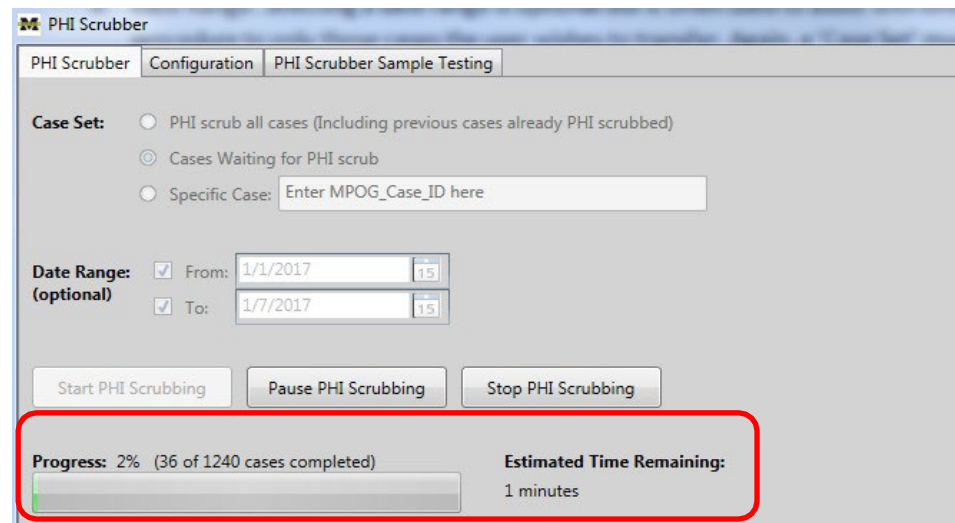 PHI Scrubber
PHI Scrubber Configuration PHI Scrubber Sample Testing
Case Set: PHI scrub all cases (Including previous cases already PHI scrubbed)
Cases Waiting for PHI scrub
Specific Case: Enter MPOG_Case_ID here
Date Range: From: 1/1/2017 15
(optional) To: 1/7/2017 15
Start PHI Scrubbing Pause PHI Scrubbing Stop PHI Scrubbing
Progress: 2% (36 of 1240 cases completed) Estimated Time Remaining:
1 minutes